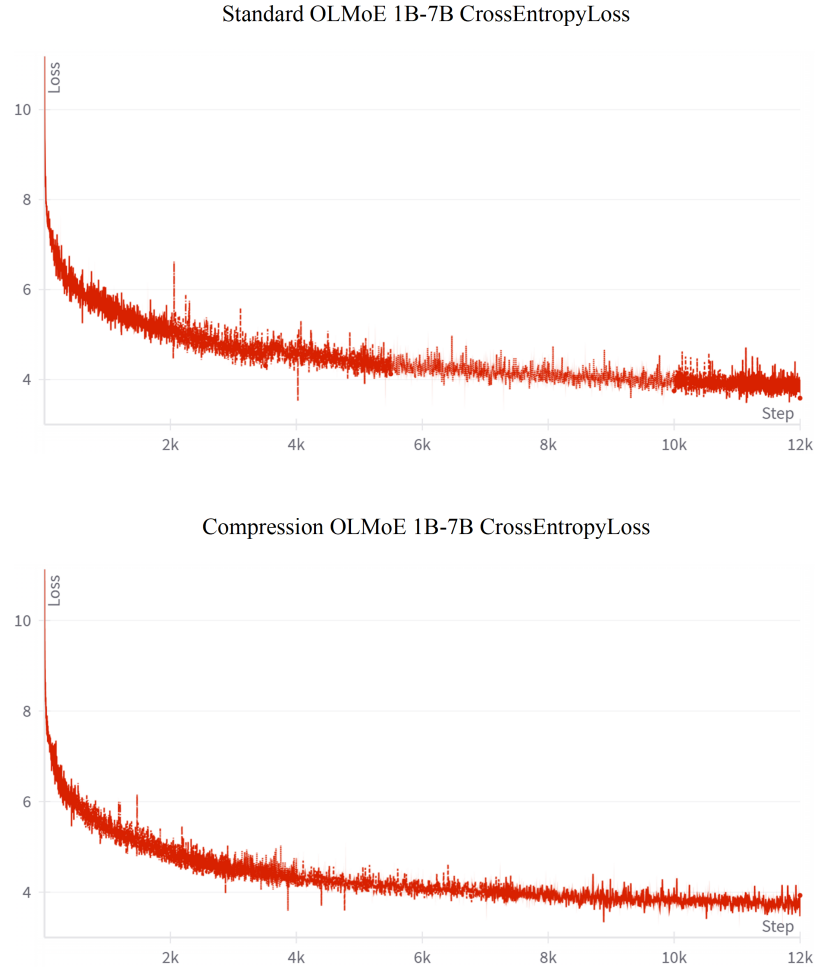 Standard OLMoE 1B-7B CrossEntropyLoss
Loss
10
8
6
4
Step
2k 4k 6k 8k 10k 12k
Compression OLMoE 1B-7B CrossEntropyLoss
Loss
10
8
6
4
Step
2k 4k 6k 8k 10k 12k